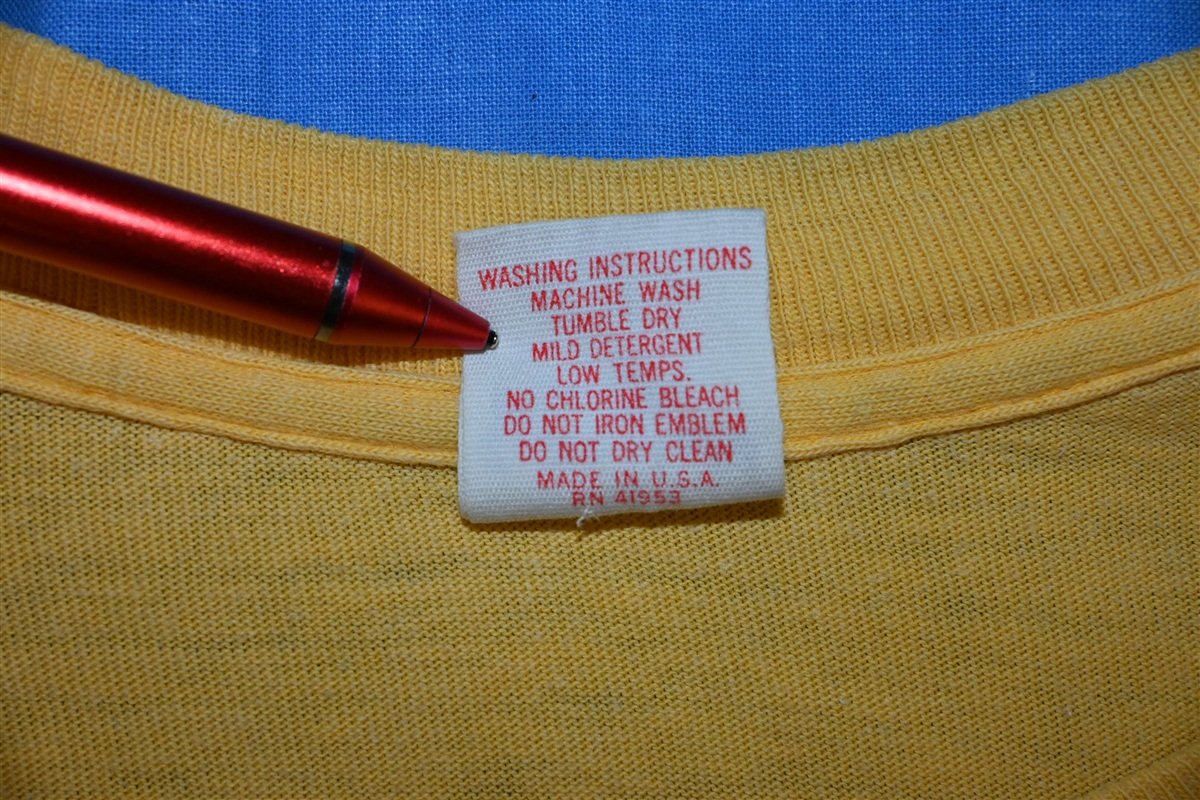 WASHING INSTRUCTIONS
MACHINE WASH
TUMBLE DRY
MILD DETERGENT
LOW TEMPS.
NO CHLORINE BLEACH
DO NOT IRON EMBLEM
DO NOT DRY CLEAN
MADE IN U.S.A.
RN 41953